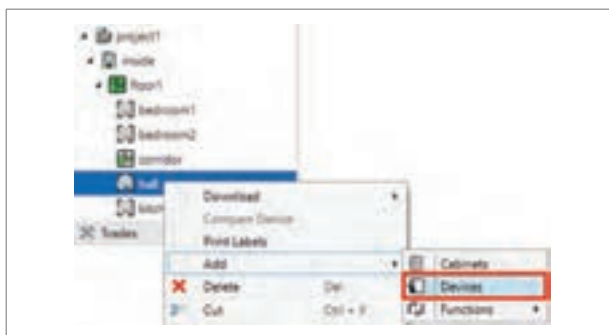 project1
inside
floor1
bedroom1
bedroom2
corridor
hall
Trades
Download
Compare Device
Print Labels
Add
Delete Del
Cut Ctrl + X
Cabinets
Devices
Functions